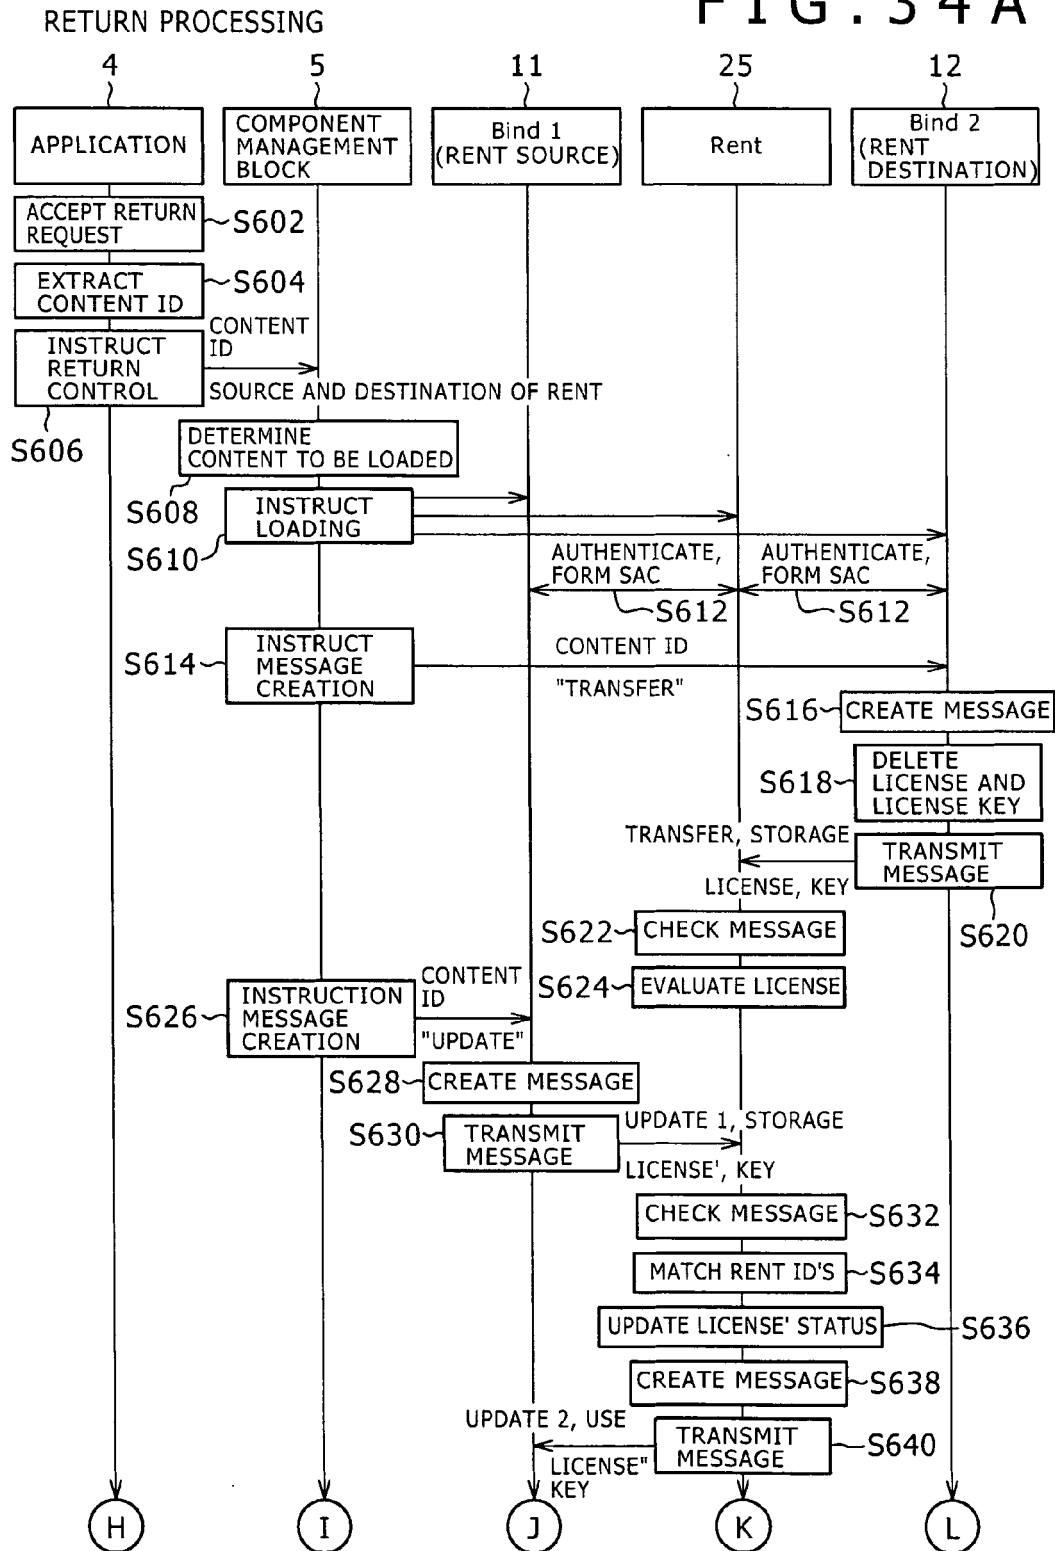 FIG.34A
RETURN PROCESSING
4
5
11
25
12
APPLICATION
COMPONENT
MANAGEMENT
BLOCK
Bind 1
(RENT SOURCE)
Rent
Bind 2
(RENT
DESTINATION)
ACCEPT RETURN
REQUEST
S602
EXTRACT
CONTENT ID
S604
INSTRUCT
RETURN
CONTROL
S606
CONTENT
ID
SOURCE AND DESTINATION OF RENT
DETERMINE
CONTENT TO BE LOADED
S608
INSTRUCT
LOADING
S610
AUTHENTICATE,
FORM SAC
S612
AUTHENTICATE,
FORM SAC
S612
S614
INSTRUCT
MESSAGE
CREATION
CONTENT ID
"TRANSFER"
S616
CREATE MESSAGE
S618
DELETE
LICENSE AND
LICENSE KEY
TRANSFER, STORAGE
LICENSE, KEY
TRANSMIT
MESSAGE
S620
S622
CHECK MESSAGE
S624
EVALUATE LICENSE
S626
INSTRUCTION
MESSAGE
CREATION
CONTENT
ID
"UPDATE"
S628
CREATE MESSAGE
S630
TRANSMIT
MESSAGE
UPDATE 1, STORAGE
LICENSE', KEY
CHECK MESSAGE
S632
MATCH RENT ID'S
S634
UPDATE LICENSE' STATUS
S636
CREATE MESSAGE
S638
UPDATE 2, USE
LICENSE"
KEY
TRANSMIT
MESSAGE
S640
H
I
J
K
L